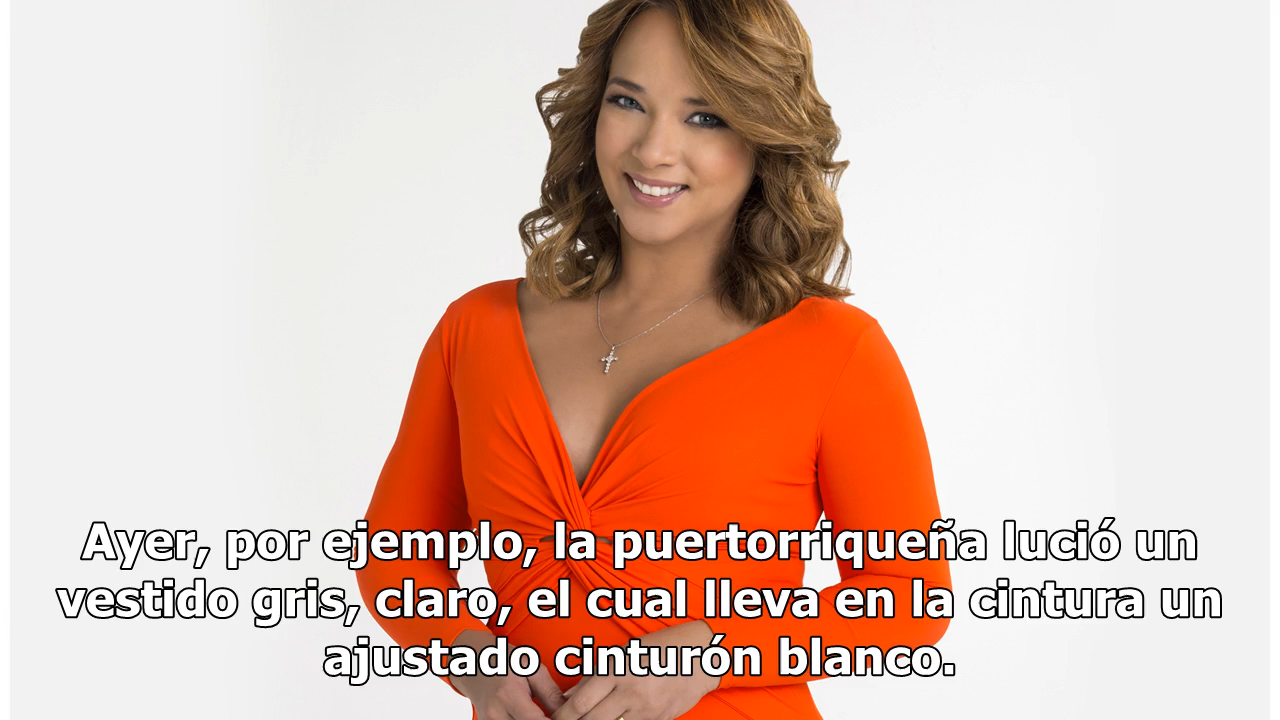 Ayer, por ejemplo, la puertorriqueña lució un
vestido gris, claro, el cual lleva en la cintura un
ajustado cinturón blanco.